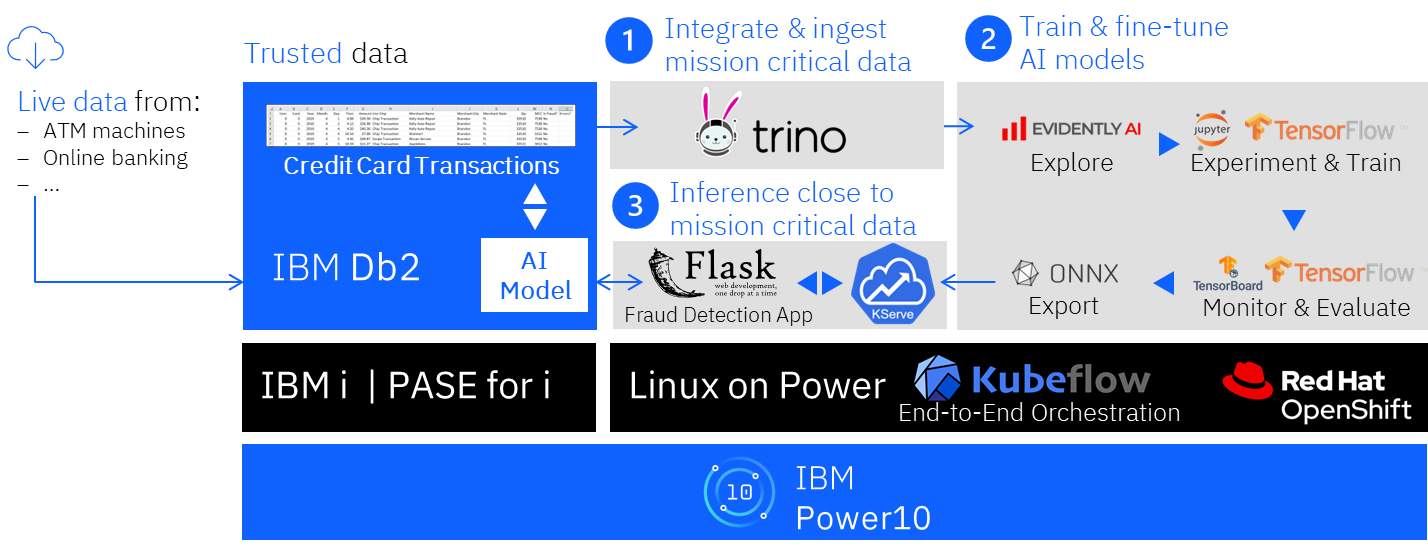 Live data from:
– ATM machines
– Online banking
– ...
Trusted data
Credit Card Transactions
IBM Db2
AI
Model
1
Integrate & ingest
mission critical data
trino
2
Train & fine-tune
AI models
EVIDENTLY AI
Explore
jupyter
TensorFlow
Experiment & Train
3
Inference close to
mission critical data
Flask
web development,
one drop at a time
Fraud Detection App
KServe
ONNX
Export
TensorBoard
TensorFlow
Monitor & Evaluate
IBM i | PASE for i
Linux on Power
Kubeflow
End-to-End Orchestration
Red Hat
OpenShift
10
IBM
Power10